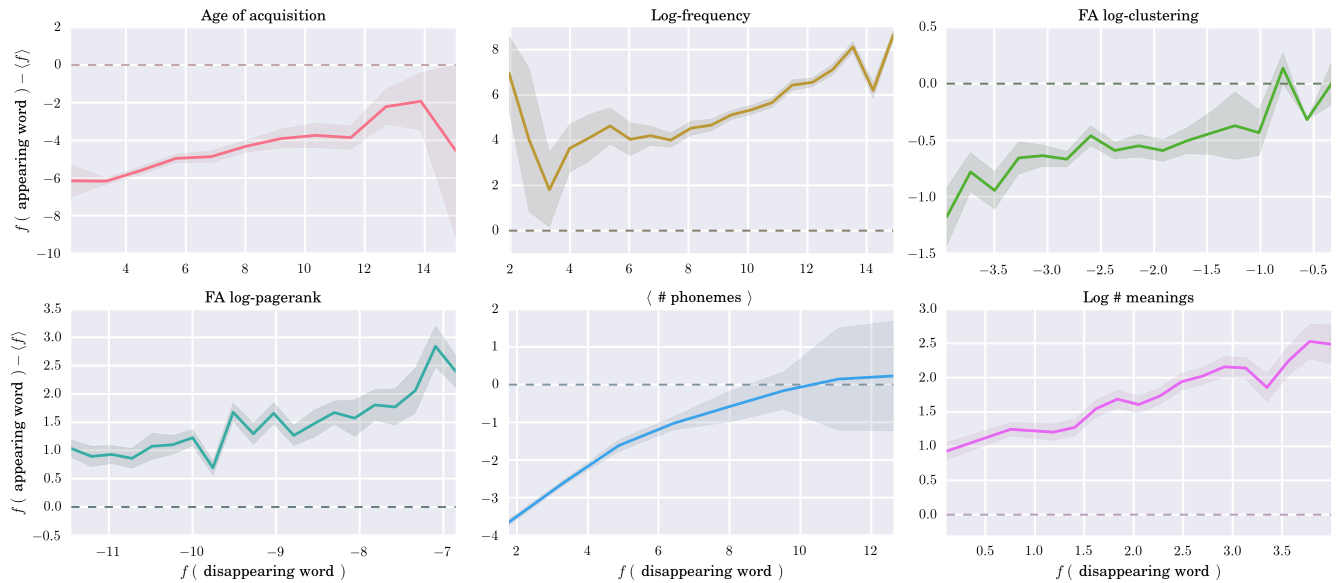 Age of acquisition
f ( appearing word ) − ⟨f⟩
2
0
−2
−4
−6
−8
−10
4 6 8 10 12 14
Log-frequency
8
6
4
2
0
2 4 6 8 10 12 14
FA log-clustering
0.5
0.0
−0.5
−1.0
−1.5
−3.5 −3.0 −2.5 −2.0 −1.5 −1.0 −0.5
FA log-pagerank
f ( appearing word ) − ⟨f⟩
3.5
3.0
2.5
2.0
1.5
1.0
0.5
0.0
−0.5
−11 −10 −9 −8 −7
f ( disappearing word )
⟨ # phonemes ⟩
2
1
0
−1
−2
−3
−4
2 4 6 8 10 12
f ( disappearing word )
Log # meanings
3.0
2.5
2.0
1.5
1.0
0.5
0.0
0.5 1.0 1.5 2.0 2.5 3.0 3.5
f ( disappearing word )